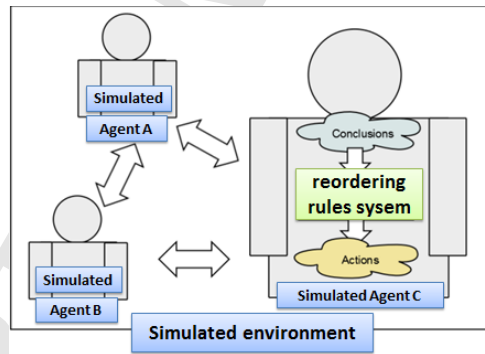 Simulated
Agent A
Conclusions
reordering
rules sysem
Actions
Simulated
Agent B
Simulated Agent C
Simulated environment